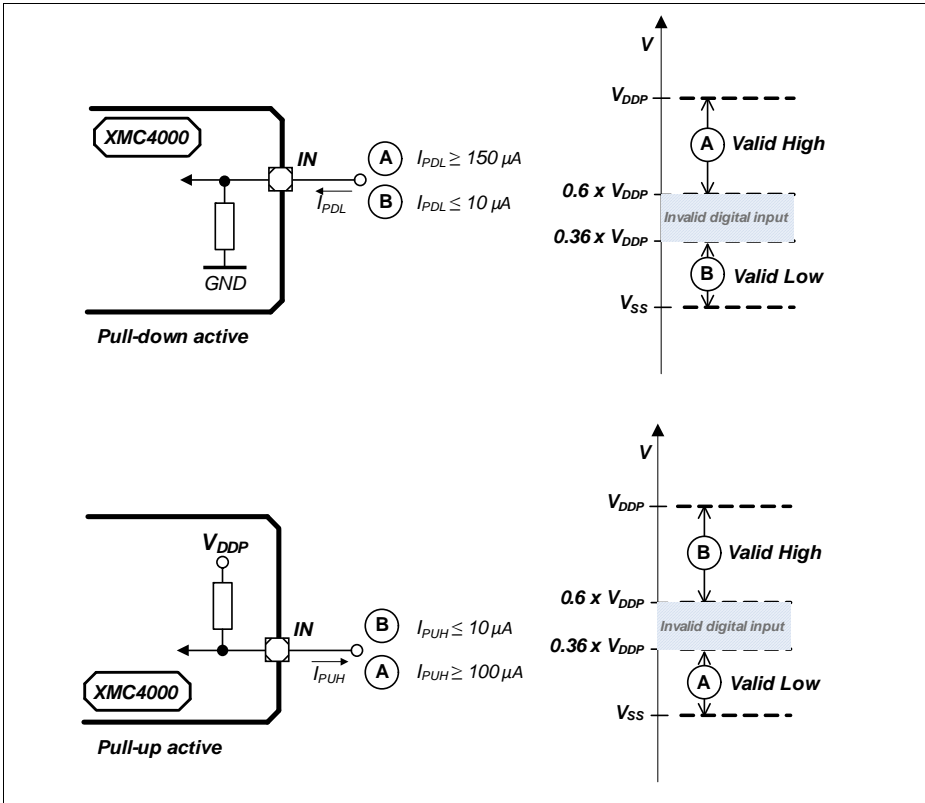 XMC4000
IN
A I_PDL ≥ 150 µA
I_PDL
B I_PDL ≤ 10 µA
GND
Pull-down active
V
V_DDP
A Valid High
0.6 x V_DDP
Invalid digital input
0.36 x V_DDP
B Valid Low
V_SS
V_DDP
IN
B I_PUH ≤ 10 µA
I_PUH
A I_PUH ≥ 100 µA
XMC4000
Pull-up active
V
V_DDP
B Valid High
0.6 x V_DDP
Invalid digital input
0.36 x V_DDP
A Valid Low
V_SS